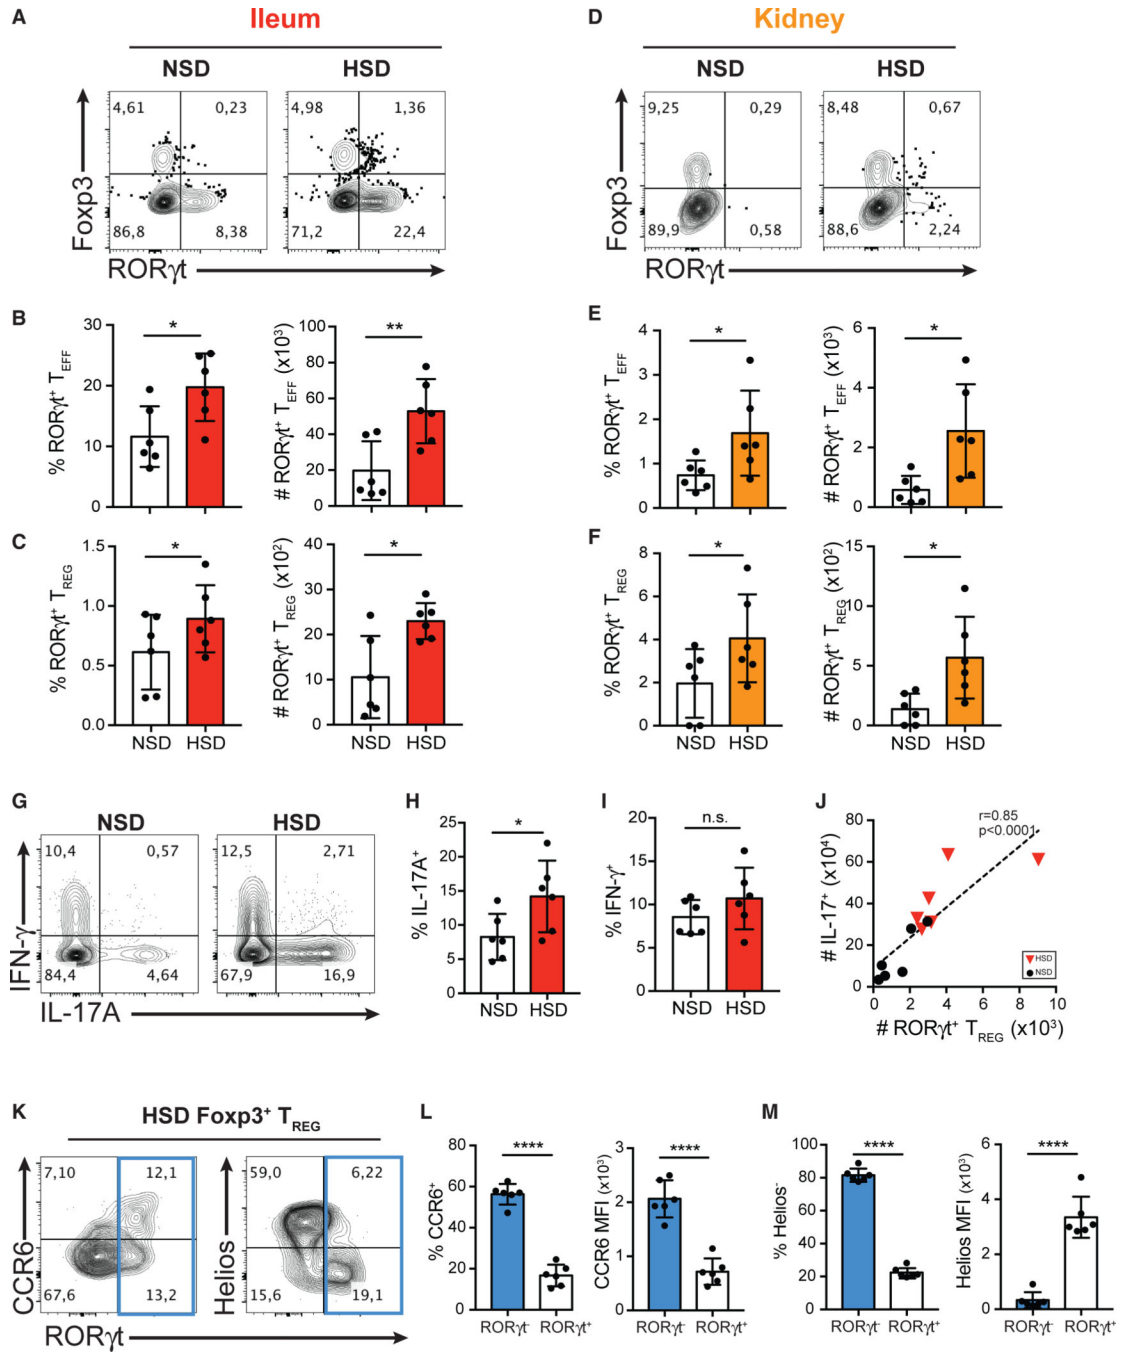 A
Ileum
NSD
HSD
4,61
0,23
86,8
8,38
4,98
1,36
71,2
22,4
Foxp3
RORγt
D
Kidney
NSD
HSD
9,25
0,29
89,9
0,58
8,48
0,67
88,6
2,24
Foxp3
RORγt
B
% RORγt+ TEFF
30
20
10
0
*
# RORγt+ TEFF (x10³)
100
80
60
40
20
0
**
E
% RORγt+ TEFF
4
3
2
1
0
*
# RORγt+ TEFF (x10³)
6
4
2
0
*
C
% RORγt+ TREG
1.5
1.0
0.5
0.0
*
NSD HSD
# RORγt+ TREG (x10²)
40
30
20
10
0
*
NSD HSD
F
% RORγt+ TREG
8
6
4
2
0
*
NSD HSD
# RORγt+ TREG (x10²)
15
10
5
0
*
NSD HSD
G
NSD
HSD
10,4
0,57
84,4
4,64
12,5
2,71
67,9
16,9
IFN-γ
IL-17A
H
% IL-17A+
25
20
15
10
5
0
*
NSD HSD
I
% IFN-γ+
20
15
10
5
0
n.s.
NSD HSD
J
# IL-17+ (x10⁴)
80
60
40
20
0
r=0.85
p<0.0001
HSD
NSD
0 2 4 6 8 10
# RORγt+ TREG (x10³)
K
HSD Foxp3+ TREG
7,10
12,1
67,6
13,2
CCR6
59,0
6,22
15,6
19,1
Helios
RORγt
L
% CCR6+
80
60
40
20
0
****
RORγt- RORγt+
CCR6 MFI (x10³)
3
2
1
0
****
RORγt- RORγt+
M
% Helios-
100
80
60
40
20
0
****
RORγt- RORγt+
Helios MFI (x10³)
6
4
2
0
****
RORγt- RORγt+